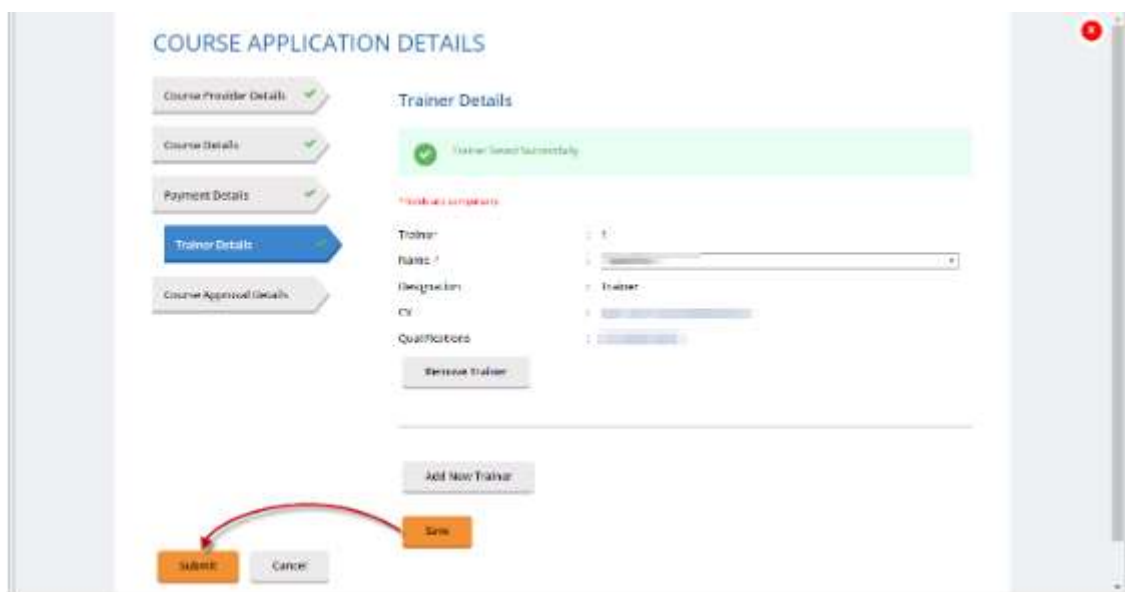 COURSE APPLICATION DETAILS
Course Provider Details
Course Details
Payment Details
Trainer Details
Course Approval Details
Trainer Details
Trainer Saved Successfully
Trainer : 1
Name * :
Designation : Trainer
CV :
Qualifications :
Remove Trainer
Add New Trainer
Save
Submit
Cancel